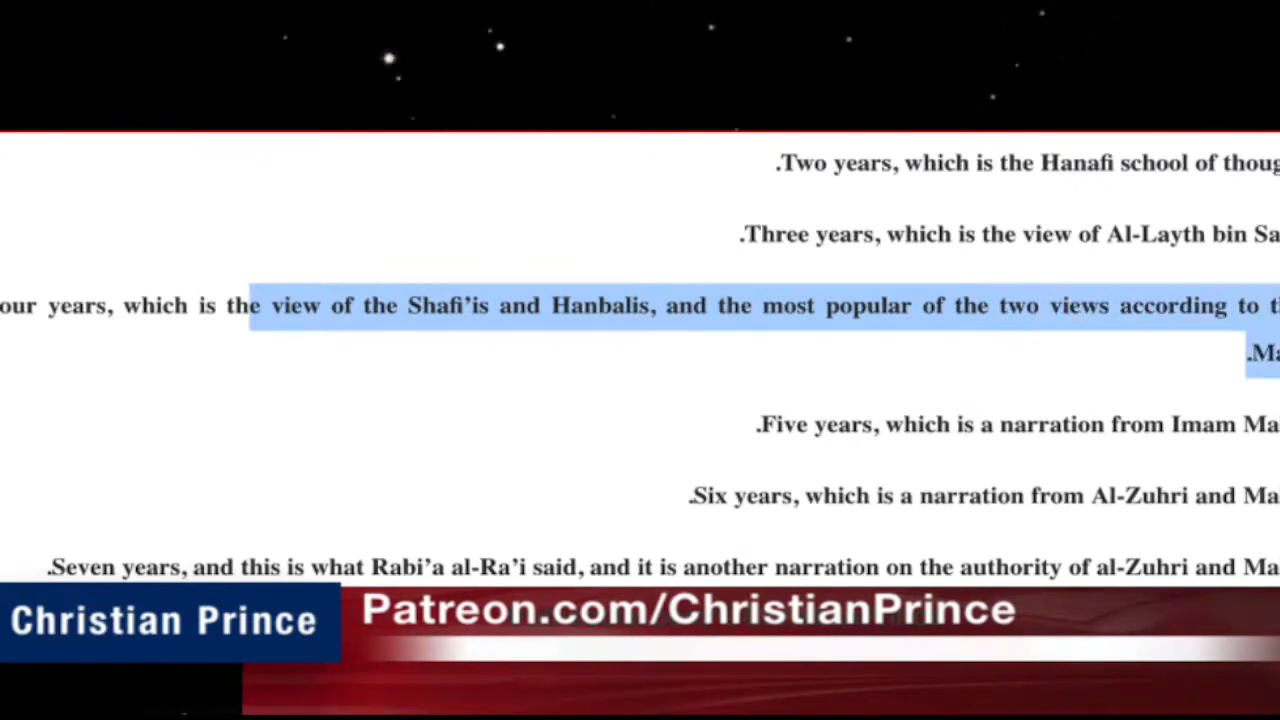 .Two years, which is the Hanafi school of thoug
.Three years, which is the view of Al-Layth bin Sa
our years, which is the view of the Shafi’is and Hanbalis, and the most popular of the two views according to t
.Ma
.Five years, which is a narration from Imam Ma
.Six years, which is a narration from Al-Zuhri and Ma
.Seven years, and this is what Rabi’a al-Ra’i said, and it is another narration on the authority of al-Zuhri and Ma
Christian Prince
Patreon.com/ChristianPrince